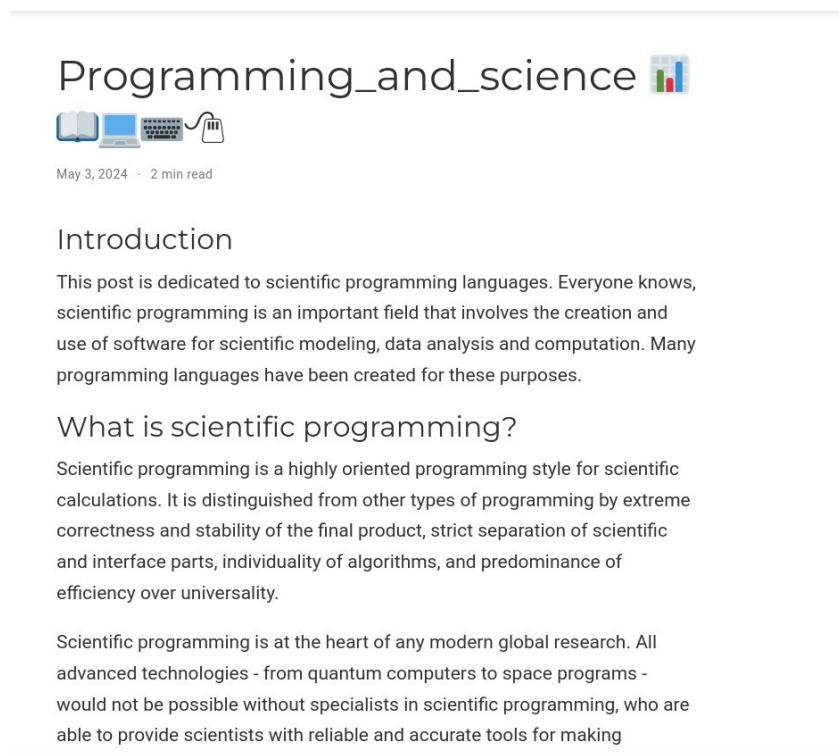 Programming_and_science 📊
📖💻⌨️🖱️
May 3, 2024 · 2 min read
Introduction
This post is dedicated to scientific programming languages. Everyone knows,
scientific programming is an important field that involves the creation and
use of software for scientific modeling, data analysis and computation. Many
programming languages have been created for these purposes.
What is scientific programming?
Scientific programming is a highly oriented programming style for scientific
calculations. It is distinguished from other types of programming by extreme
correctness and stability of the final product, strict separation of scientific
and interface parts, individuality of algorithms, and predominance of
efficiency over universality.
Scientific programming is at the heart of any modern global research. All
advanced technologies - from quantum computers to space programs -
would not be possible without specialists in scientific programming, who are
able to provide scientists with reliable and accurate tools for making